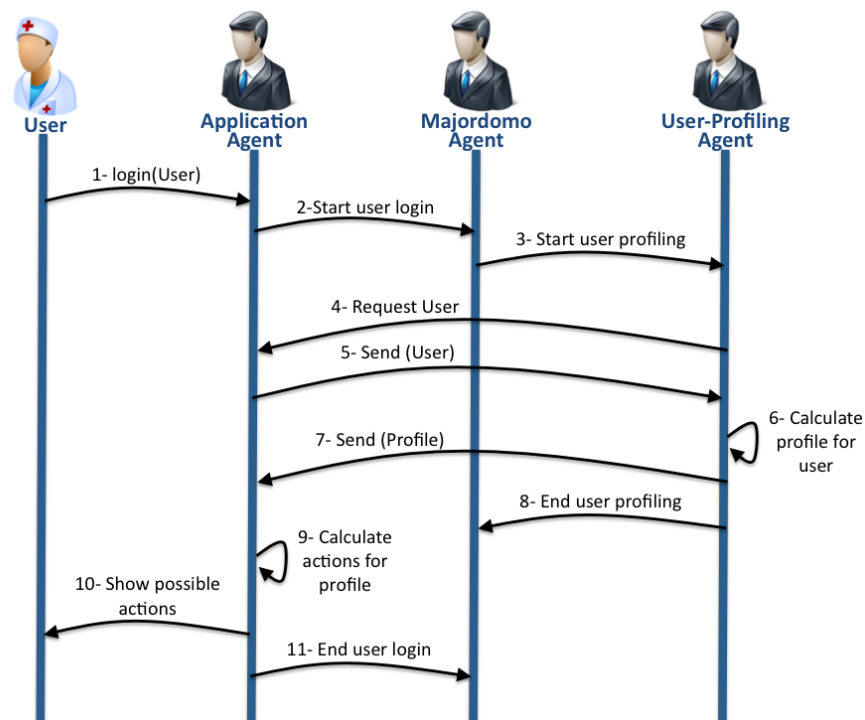 User
Application
Agent
Majordomo
Agent
User-Profiling
Agent
1- login(User)
2-Start user login
3- Start user profiling
4- Request User
5- Send (User)
6- Calculate
profile for
user
7- Send (Profile)
8- End user profiling
9- Calculate
actions for
profile
10- Show possible
actions
11- End user login